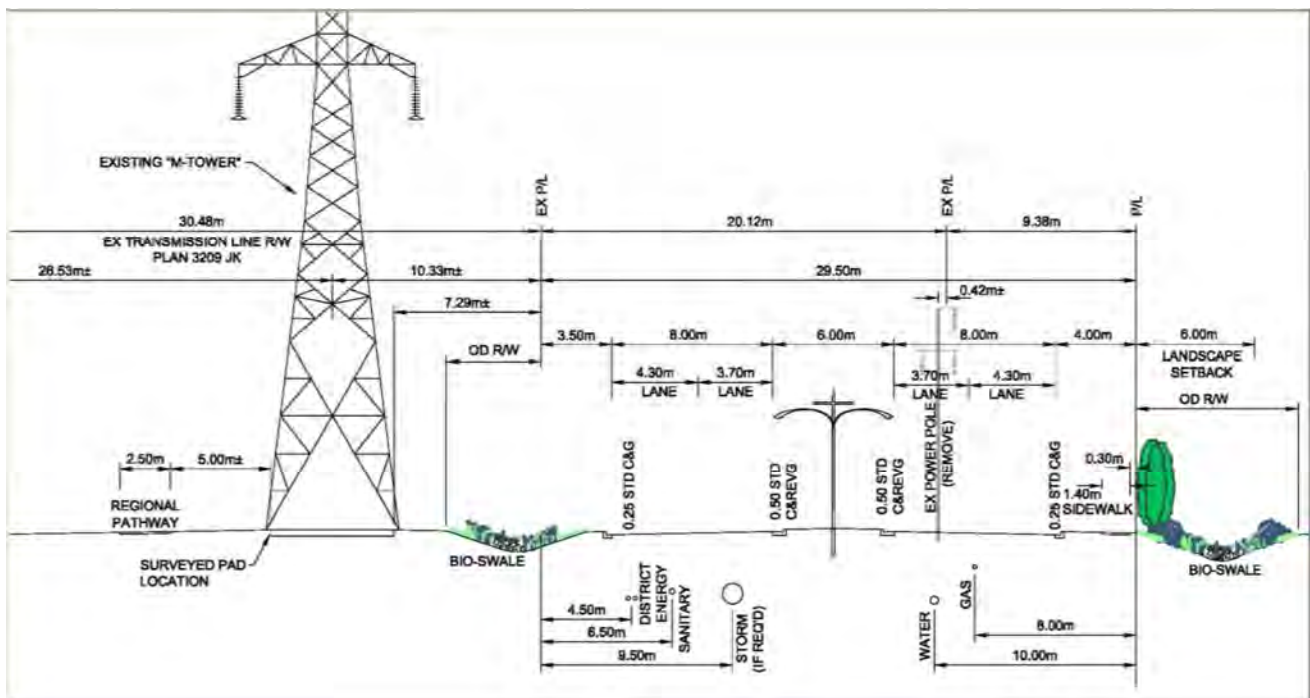 EXISTING "M-TOWER"
EX P/L
EX P/L
P/L
30.48m
20.12m
9.38m
EX TRANSMISSION LINE R/W
PLAN 3209 JK
26.53m±
10.33m±
29.50m
7.29m±
0.42m±
3.50m
8.00m
6.00m
8.00m
4.00m
6.00m
OD R/W
LANDSCAPE
SETBACK
4.30m
LANE
3.70m
LANE
3.70m
LANE
4.30m
LANE
OD R/W
2.50m
5.00m±
REGIONAL
PATHWAY
0.25 STD C&G
0.50 STD
C&REVG
0.50 STD
C&REVG
EX POWER POLE
(REMOVE)
0.25 STD C&G
0.30m
1.40m
SIDEWALK
SURVEYED PAD
LOCATION
BIO-SWALE
BIO-SWALE
DISTRICT
ENERGY
SANITARY
STORM
(IF REQ'D)
WATER
GAS
4.50m
6.50m
9.50m
8.00m
10.00m